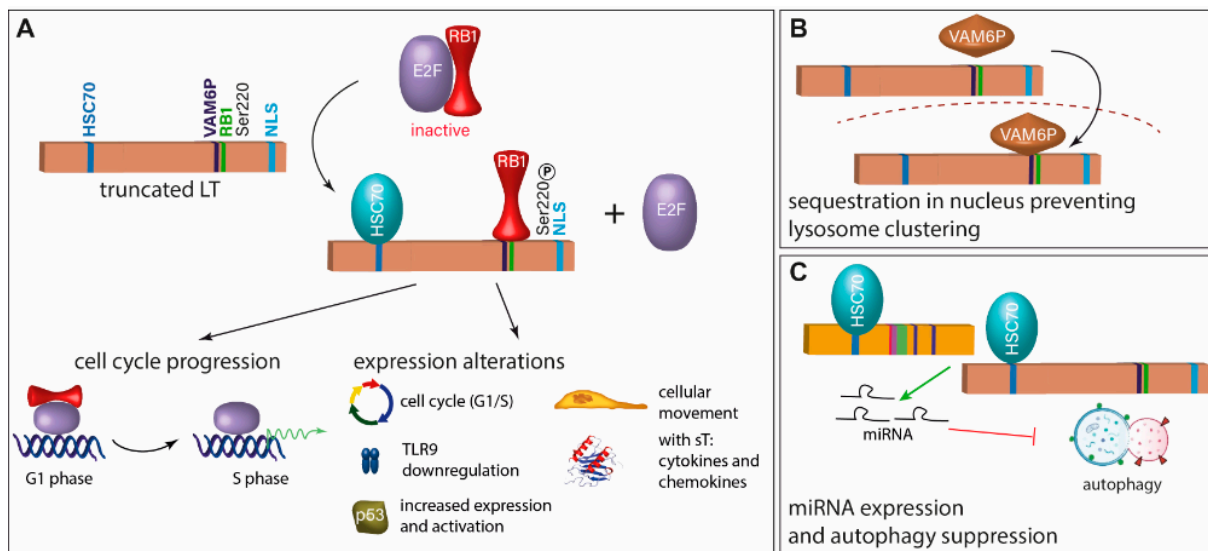 A
HSC70
VAM6P
RB1
Ser220
NLS
truncated LT
E2F
RB1
inactive
HSC70
RB1
Ser220 P
NLS
+
E2F
cell cycle progression
G1 phase
S phase
expression alterations
cell cycle (G1/S)
TLR9
downregulation
p53
increased expression
and activation
cellular
movement
with sT:
cytokines and
chemokines
B
VAM6P
VAM6P
sequestration in nucleus preventing
lysosome clustering
C
HSC70
HSC70
miRNA
autophagy
miRNA expression
and autophagy suppression